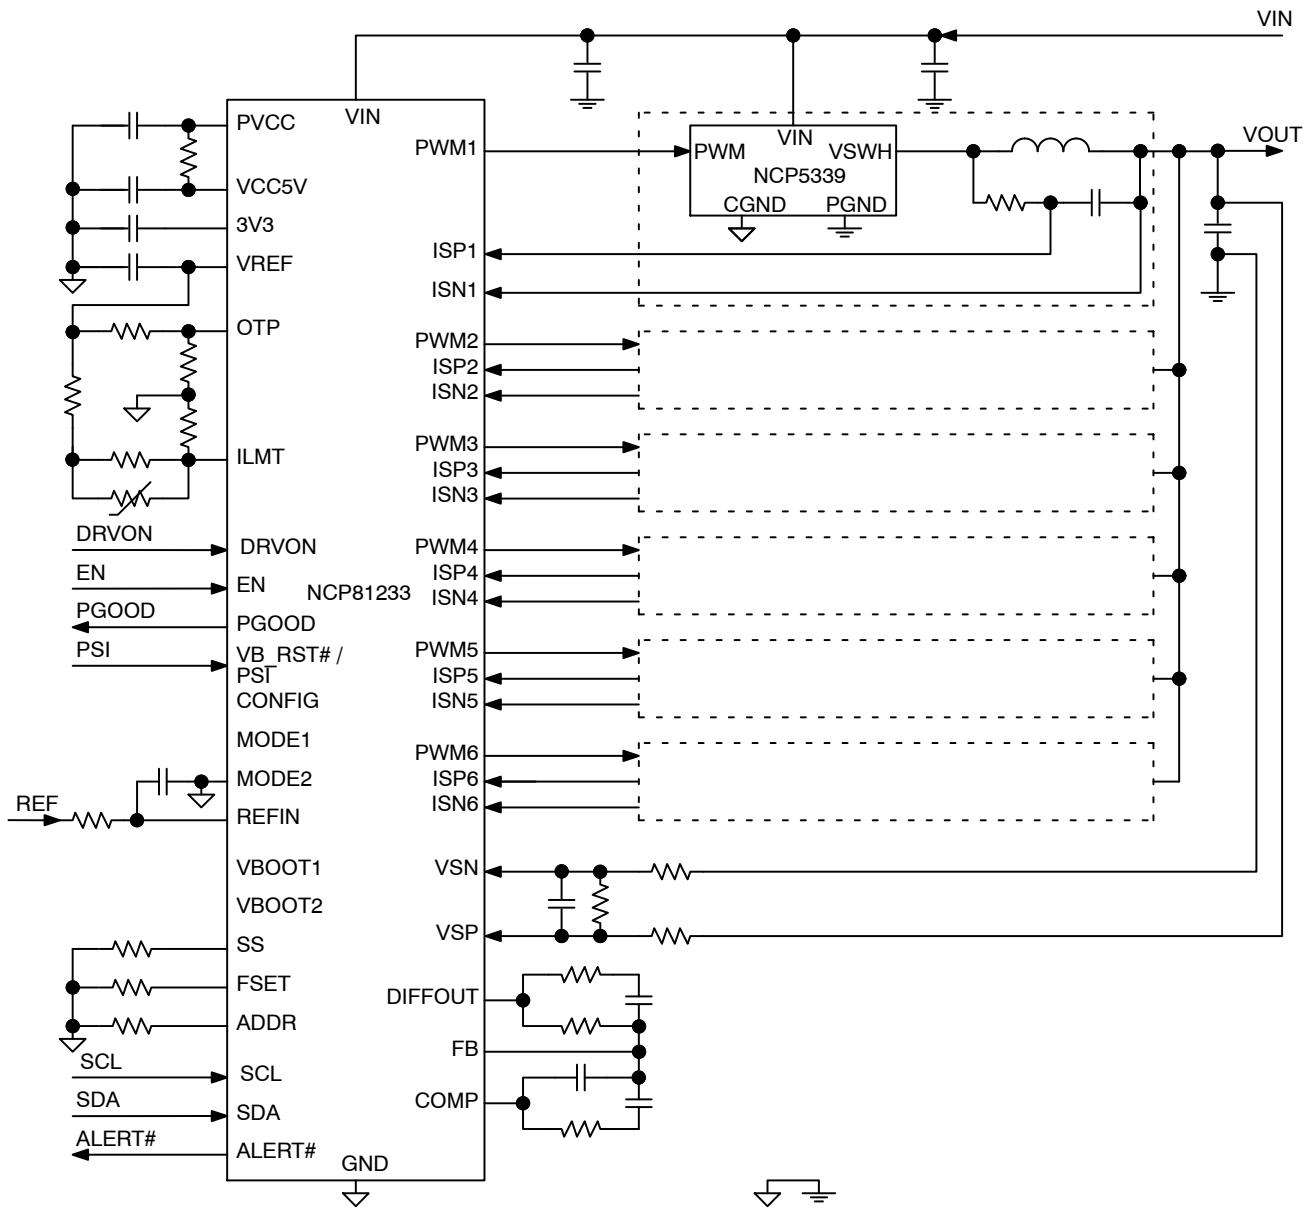 VIN
VIN
PVCC
VCC5V
3V3
VREF
OTP
ILMT
DRVON
DRVON
EN
EN
NCP81233
PGOOD
PGOOD
PSI
VB_RST# /
PSI
CONFIG
MODE1
MODE2
REF
REFIN
VBOOT1
VBOOT2
SS
FSET
ADDR
SCL
SCL
SDA
SDA
ALERT#
ALERT#
GND
PWM1
ISP1
ISN1
PWM2
ISP2
ISN2
PWM3
ISP3
ISN3
PWM4
ISP4
ISN4
PWM5
ISP5
ISN5
PWM6
ISP6
ISN6
VSN
VSP
DIFFOUT
FB
COMP
VIN
PWM
VSWH
NCP5339
CGND
PGND
VOUT